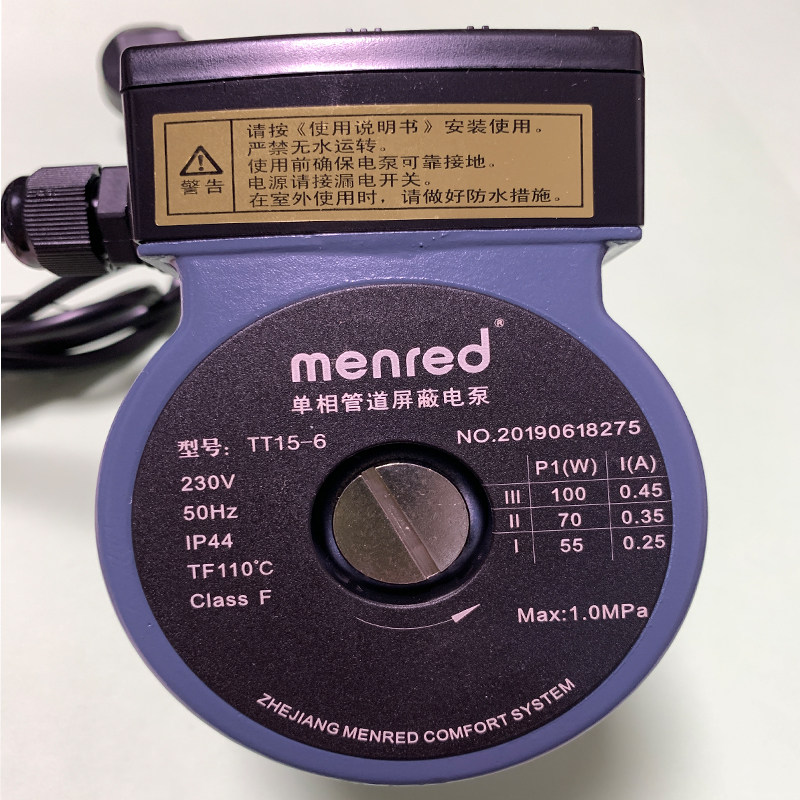 警告
请按《使用说明书》安装使用。
严禁无水运转。
使用前确保电泵可靠接地。
电源请接漏电开关。
在室外使用时，请做好防水措施。
menred®
单相管道屏蔽电泵
型号：TT15-6
NO.20190618275
230V
50Hz
IP44
TF110℃
Class F
P1(W) I(A)
III 100 0.45
II 70 0.35
I 55 0.25
Max:1.0MPa
ZHEJIANG MENRED COMFORT SYSTEM